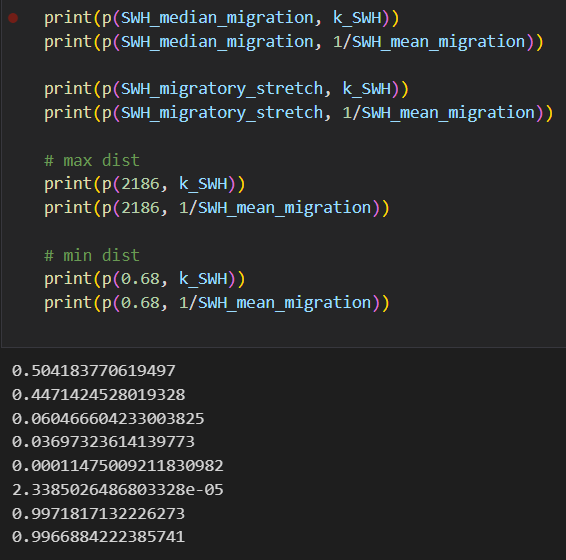 print(p(SWH_median_migration, k_SWH))
print(p(SWH_median_migration, 1/SWH_mean_migration))
print(p(SWH_migratory_stretch, k_SWH))
print(p(SWH_migratory_stretch, 1/SWH_mean_migration))
# max dist
print(p(2186, k_SWH))
print(p(2186, 1/SWH_mean_migration))
# min dist
print(p(0.68, k_SWH))
print(p(0.68, 1/SWH_mean_migration))
0.504183770619497
0.4471424528019328
0.060466604233003825
0.03697323614139773
0.00011475009211830982
2.3385026486803328e-05
0.9971817132226273
0.9966884222385741